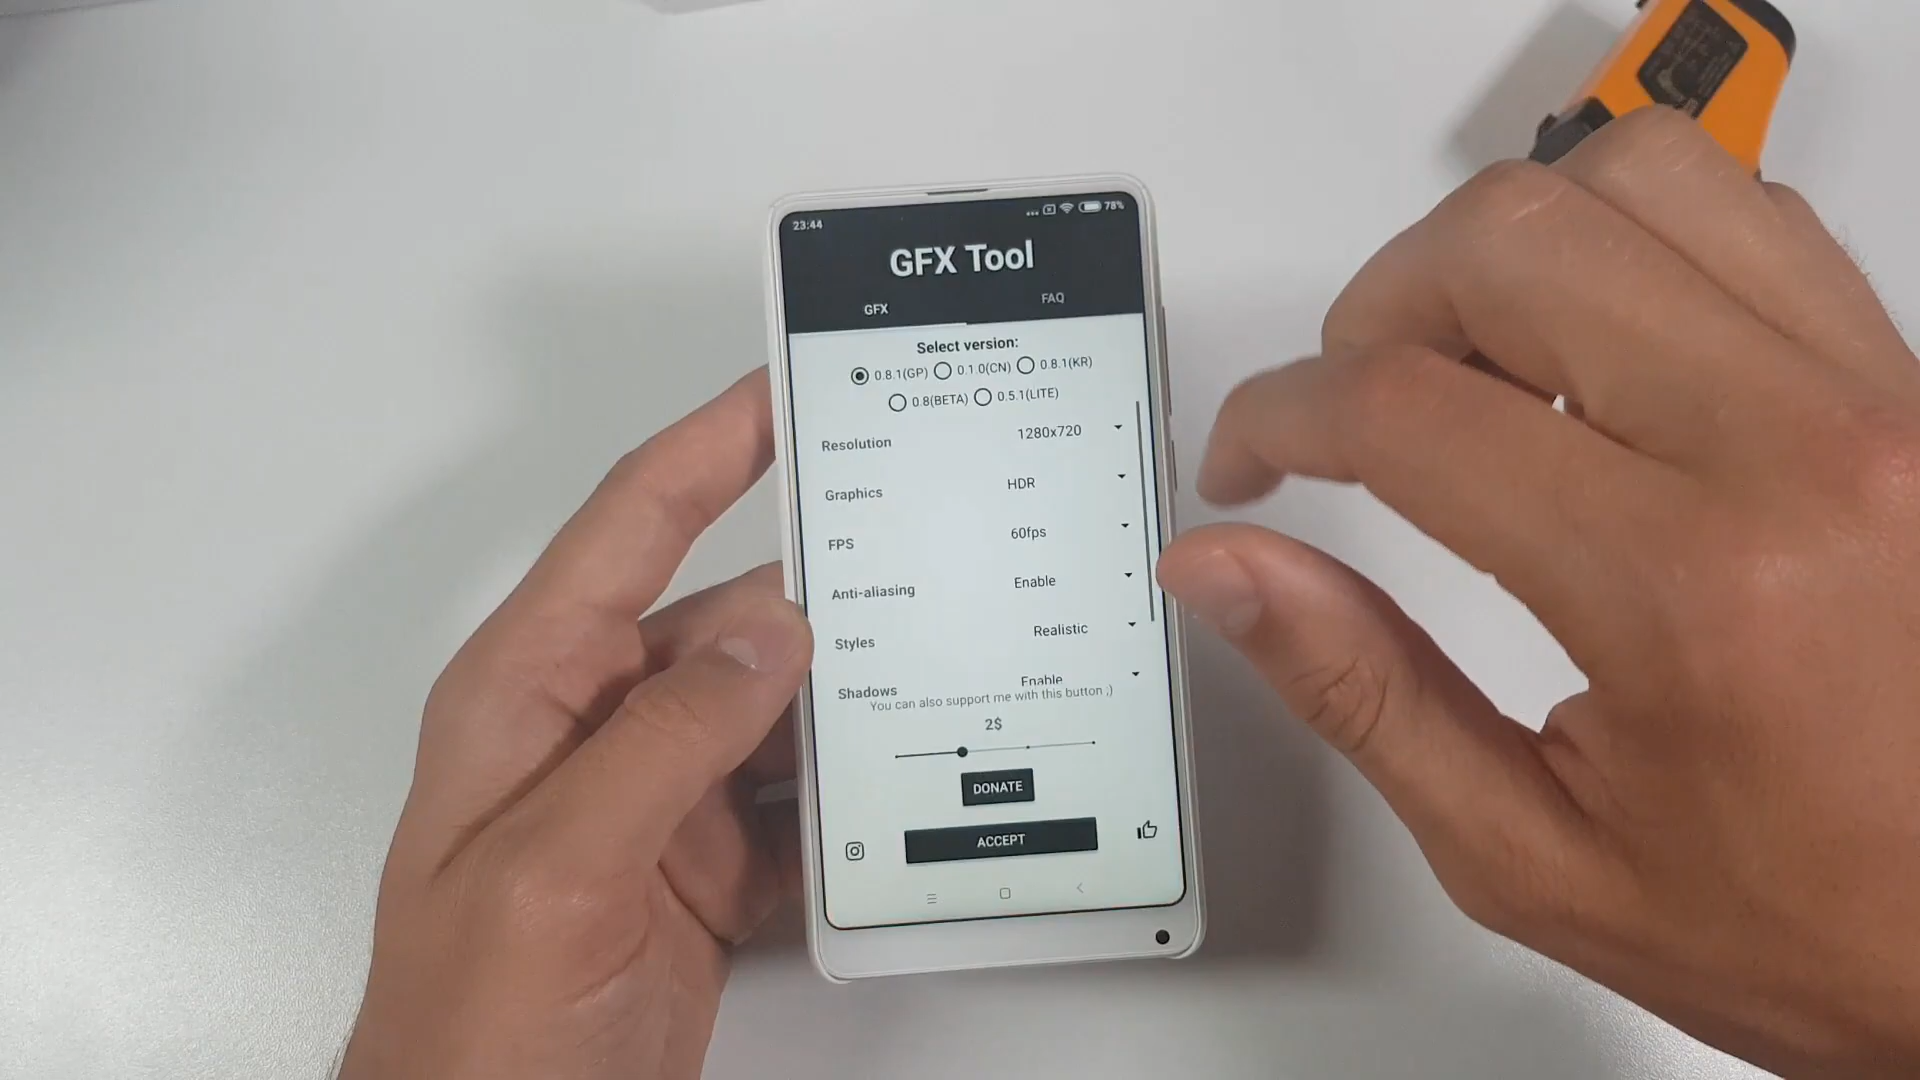 23:44 78%
GFX Tool
GFX FAQ
Select version:
0.8.1(GP) 0.1.0(CN) 0.8.1(KR)
0.8(BETA) 0.5.1(LITE)
Resolution 1280x720
Graphics HDR
FPS 60fps
Anti-aliasing Enable
Styles Realistic
Shadows Enable
You can also support me with this button ;)
2$
DONATE
ACCEPT